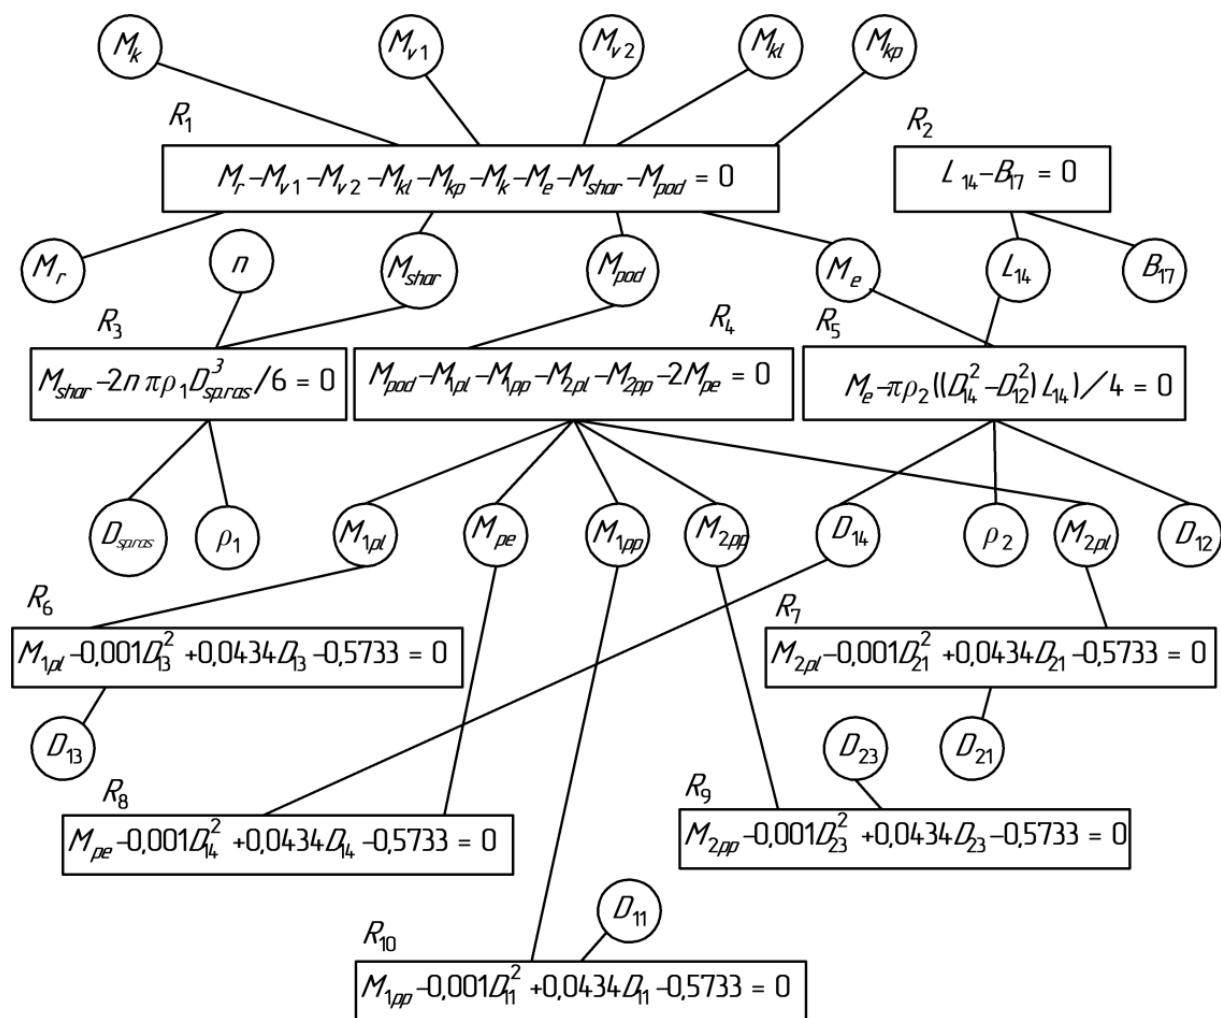 M_k M_v1 M_v2 M_kl M_kp
R_1 R_2
M_r – M_v1 – M_v2 – M_kl – M_kp – M_k – M_e – M_shar – M_pod = 0
L_14 – B_17 = 0
M_r n M_shar M_pod M_e L_14 B_17
R_3 R_4 R_5
M_shar – 2n πρ_1 D_sp.ras^3 / 6 = 0
M_pod – M_1pl – M_1pp – M_2pl – M_2pp – 2M_pe = 0
M_e – πρ_2((D_14^2 – D_12^2) L_14) / 4 = 0
D_sp.ras ρ_1 M_1pl M_pe M_1pp M_2pp D_14 ρ_2 M_2pl D_12
R_6 R_7
M_1pl – 0,001D_13^2 + 0,0434D_13 – 0,5733 = 0
M_2pl – 0,001D_21^2 + 0,0434D_21 – 0,5733 = 0
D_13 D_23 D_21
R_8 R_9
M_pe – 0,001D_14^2 + 0,0434D_14 – 0,5733 = 0
M_2pp – 0,001D_23^2 + 0,0434D_23 – 0,5733 = 0
D_11
R_10
M_1pp – 0,001D_11^2 + 0,0434D_11 – 0,5733 = 0